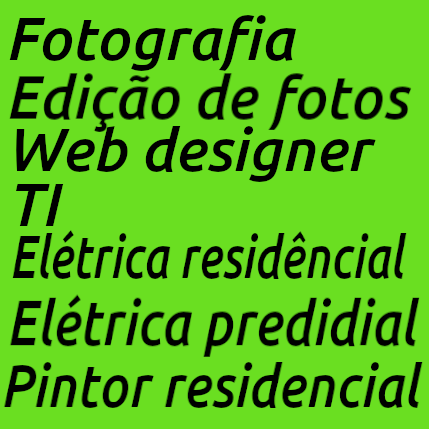 Fotografia
Edição de fotos
Web designer
TI
Elétrica residêncial
Elétrica predidial
Pintor residencial